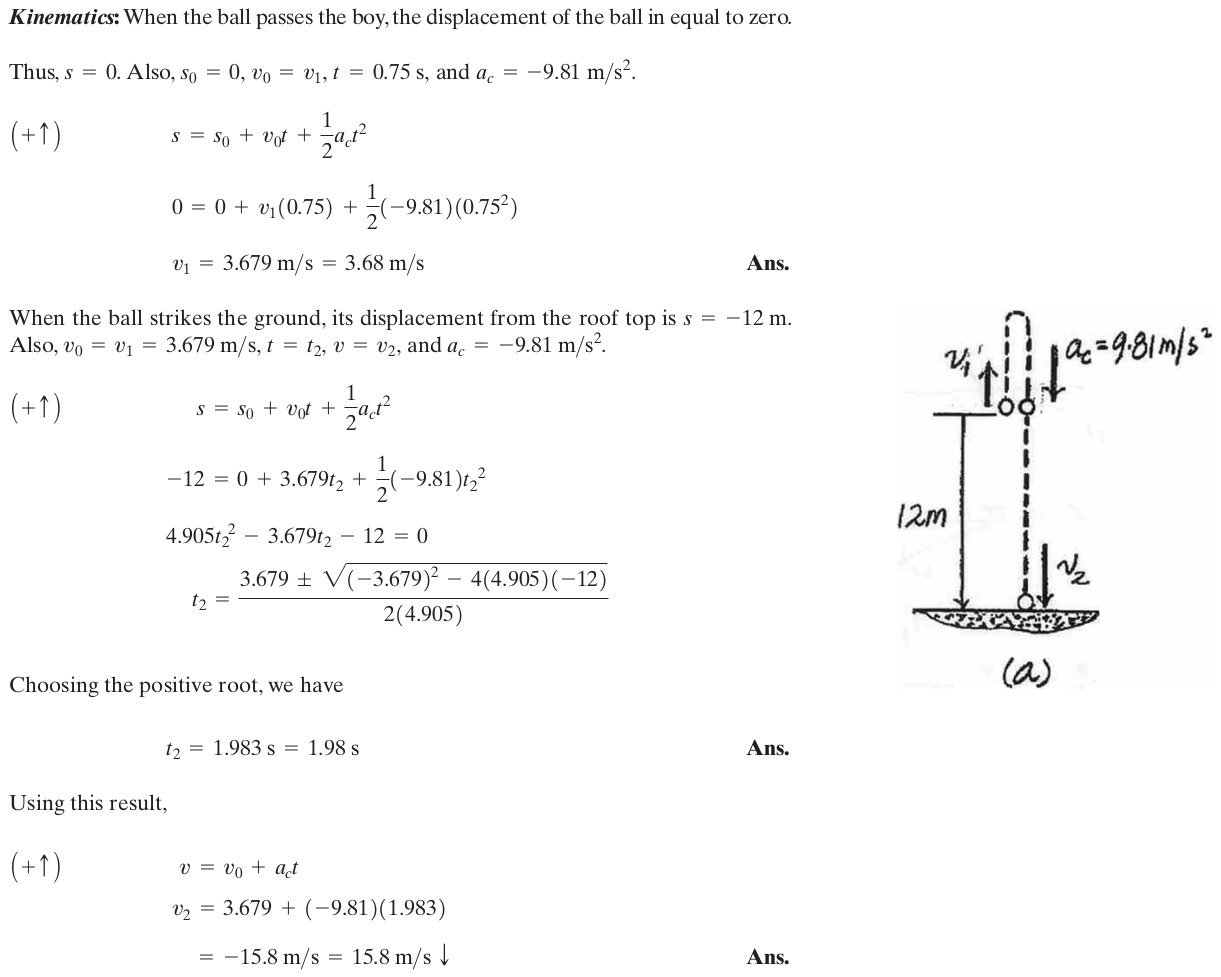 Kinematics: When the ball passes the boy, the displacement of the ball in equal to zero.
Thus, s = 0. Also, s₀ = 0, v₀ = v₁, t = 0.75 s, and a_c = −9.81 m/s².
(+↑) s = s₀ + v₀t + 1/2 a_c t²
0 = 0 + v₁(0.75) + 1/2 (−9.81)(0.75²)
v₁ = 3.679 m/s = 3.68 m/s Ans.
When the ball strikes the ground, its displacement from the roof top is s = −12 m.
Also, v₀ = v₁ = 3.679 m/s, t = t₂, v = v₂, and a_c = −9.81 m/s².
(+↑) s = s₀ + v₀t + 1/2 a_c t²
−12 = 0 + 3.679t₂ + 1/2 (−9.81)t₂²
4.905t₂² − 3.679t₂ − 12 = 0
t₂ = (3.679 ± √((−3.679)² − 4(4.905)(−12))) / 2(4.905)
Choosing the positive root, we have
t₂ = 1.983 s = 1.98 s Ans.
Using this result,
(+↑) v = v₀ + a_c t
v₂ = 3.679 + (−9.81)(1.983)
= −15.8 m/s = 15.8 m/s ↓ Ans.
v₁
a_c = 9.81 m/s²
12m
v₂
(a)